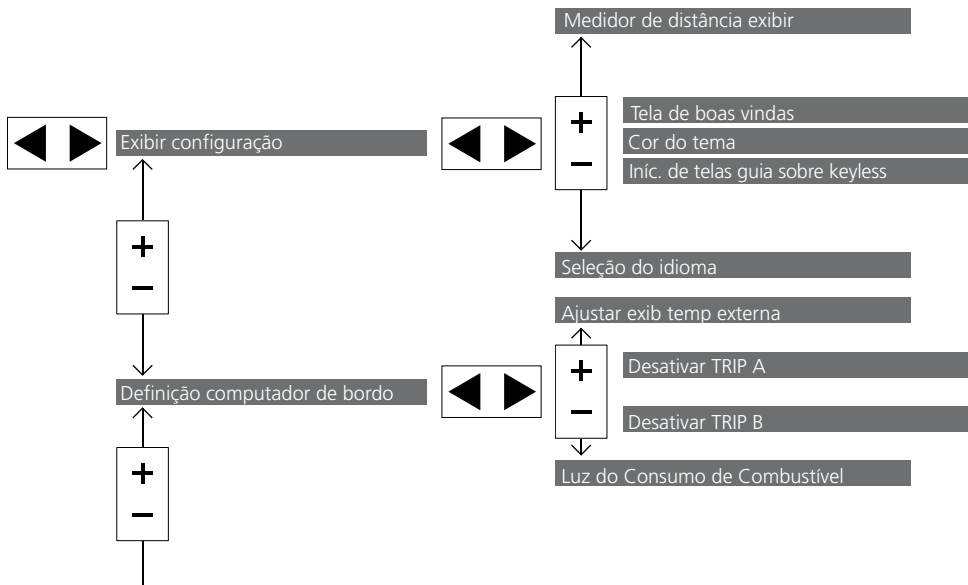 Medidor de distância exibir
Exibir configuração
+
Tela de boas vindas
Cor do tema
–
Iníc. de telas guia sobre keyless
+
–
Seleção do idioma
Ajustar exib temp externa
Definição computador de bordo
+
Desativar TRIP A
–
Desativar TRIP B
+
–
Luz do Consumo de Combustível